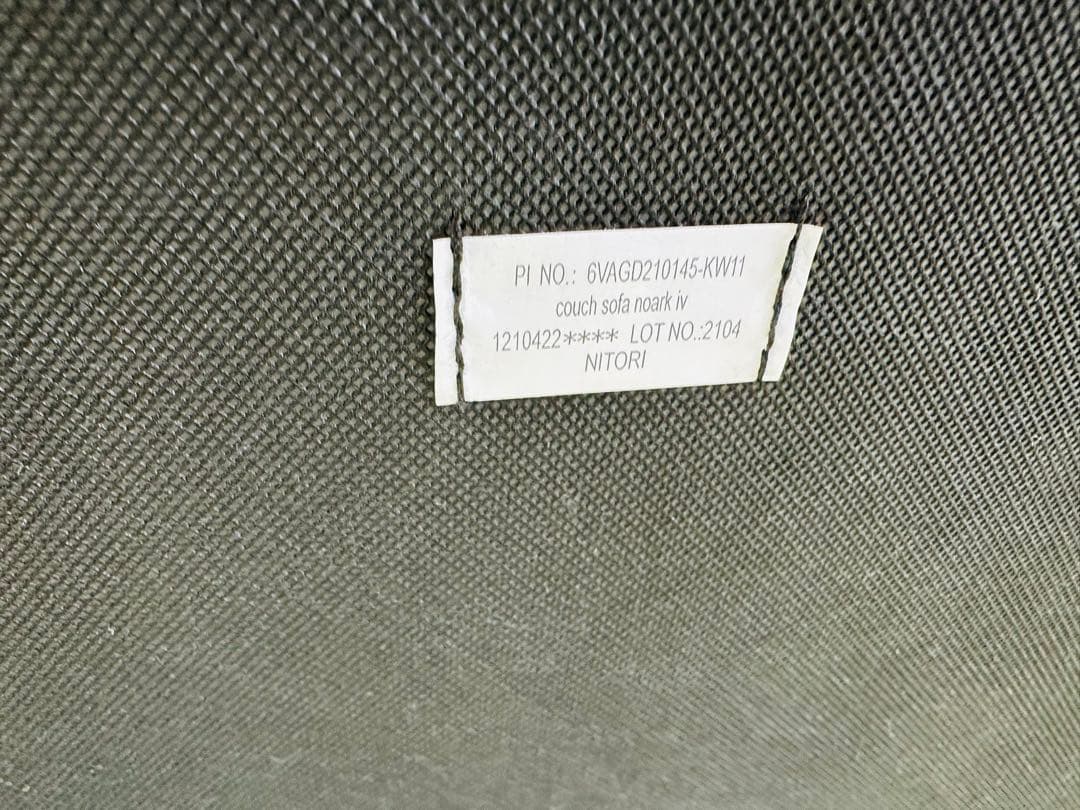 PI NO.: 6VAGD210145-KW11
couch sofa noark iv
1210422**** LOT NO.:2104
NITORI